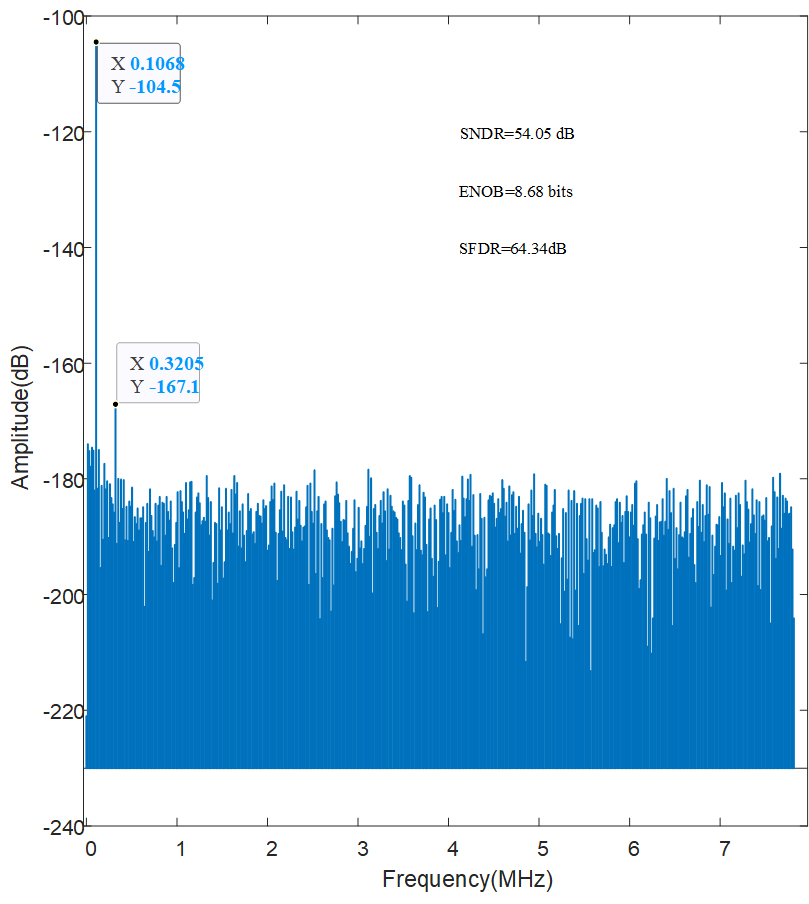 -100
X 0.1068
Y -104.5
-120
SNDR=54.05 dB
ENOB=8.68 bits
-140
SFDR=64.34dB
-160
X 0.3205
Y -167.1
Amplitude(dB)
-180
-200
-220
-240
0 1 2 3 4 5 6 7
Frequency(MHz)